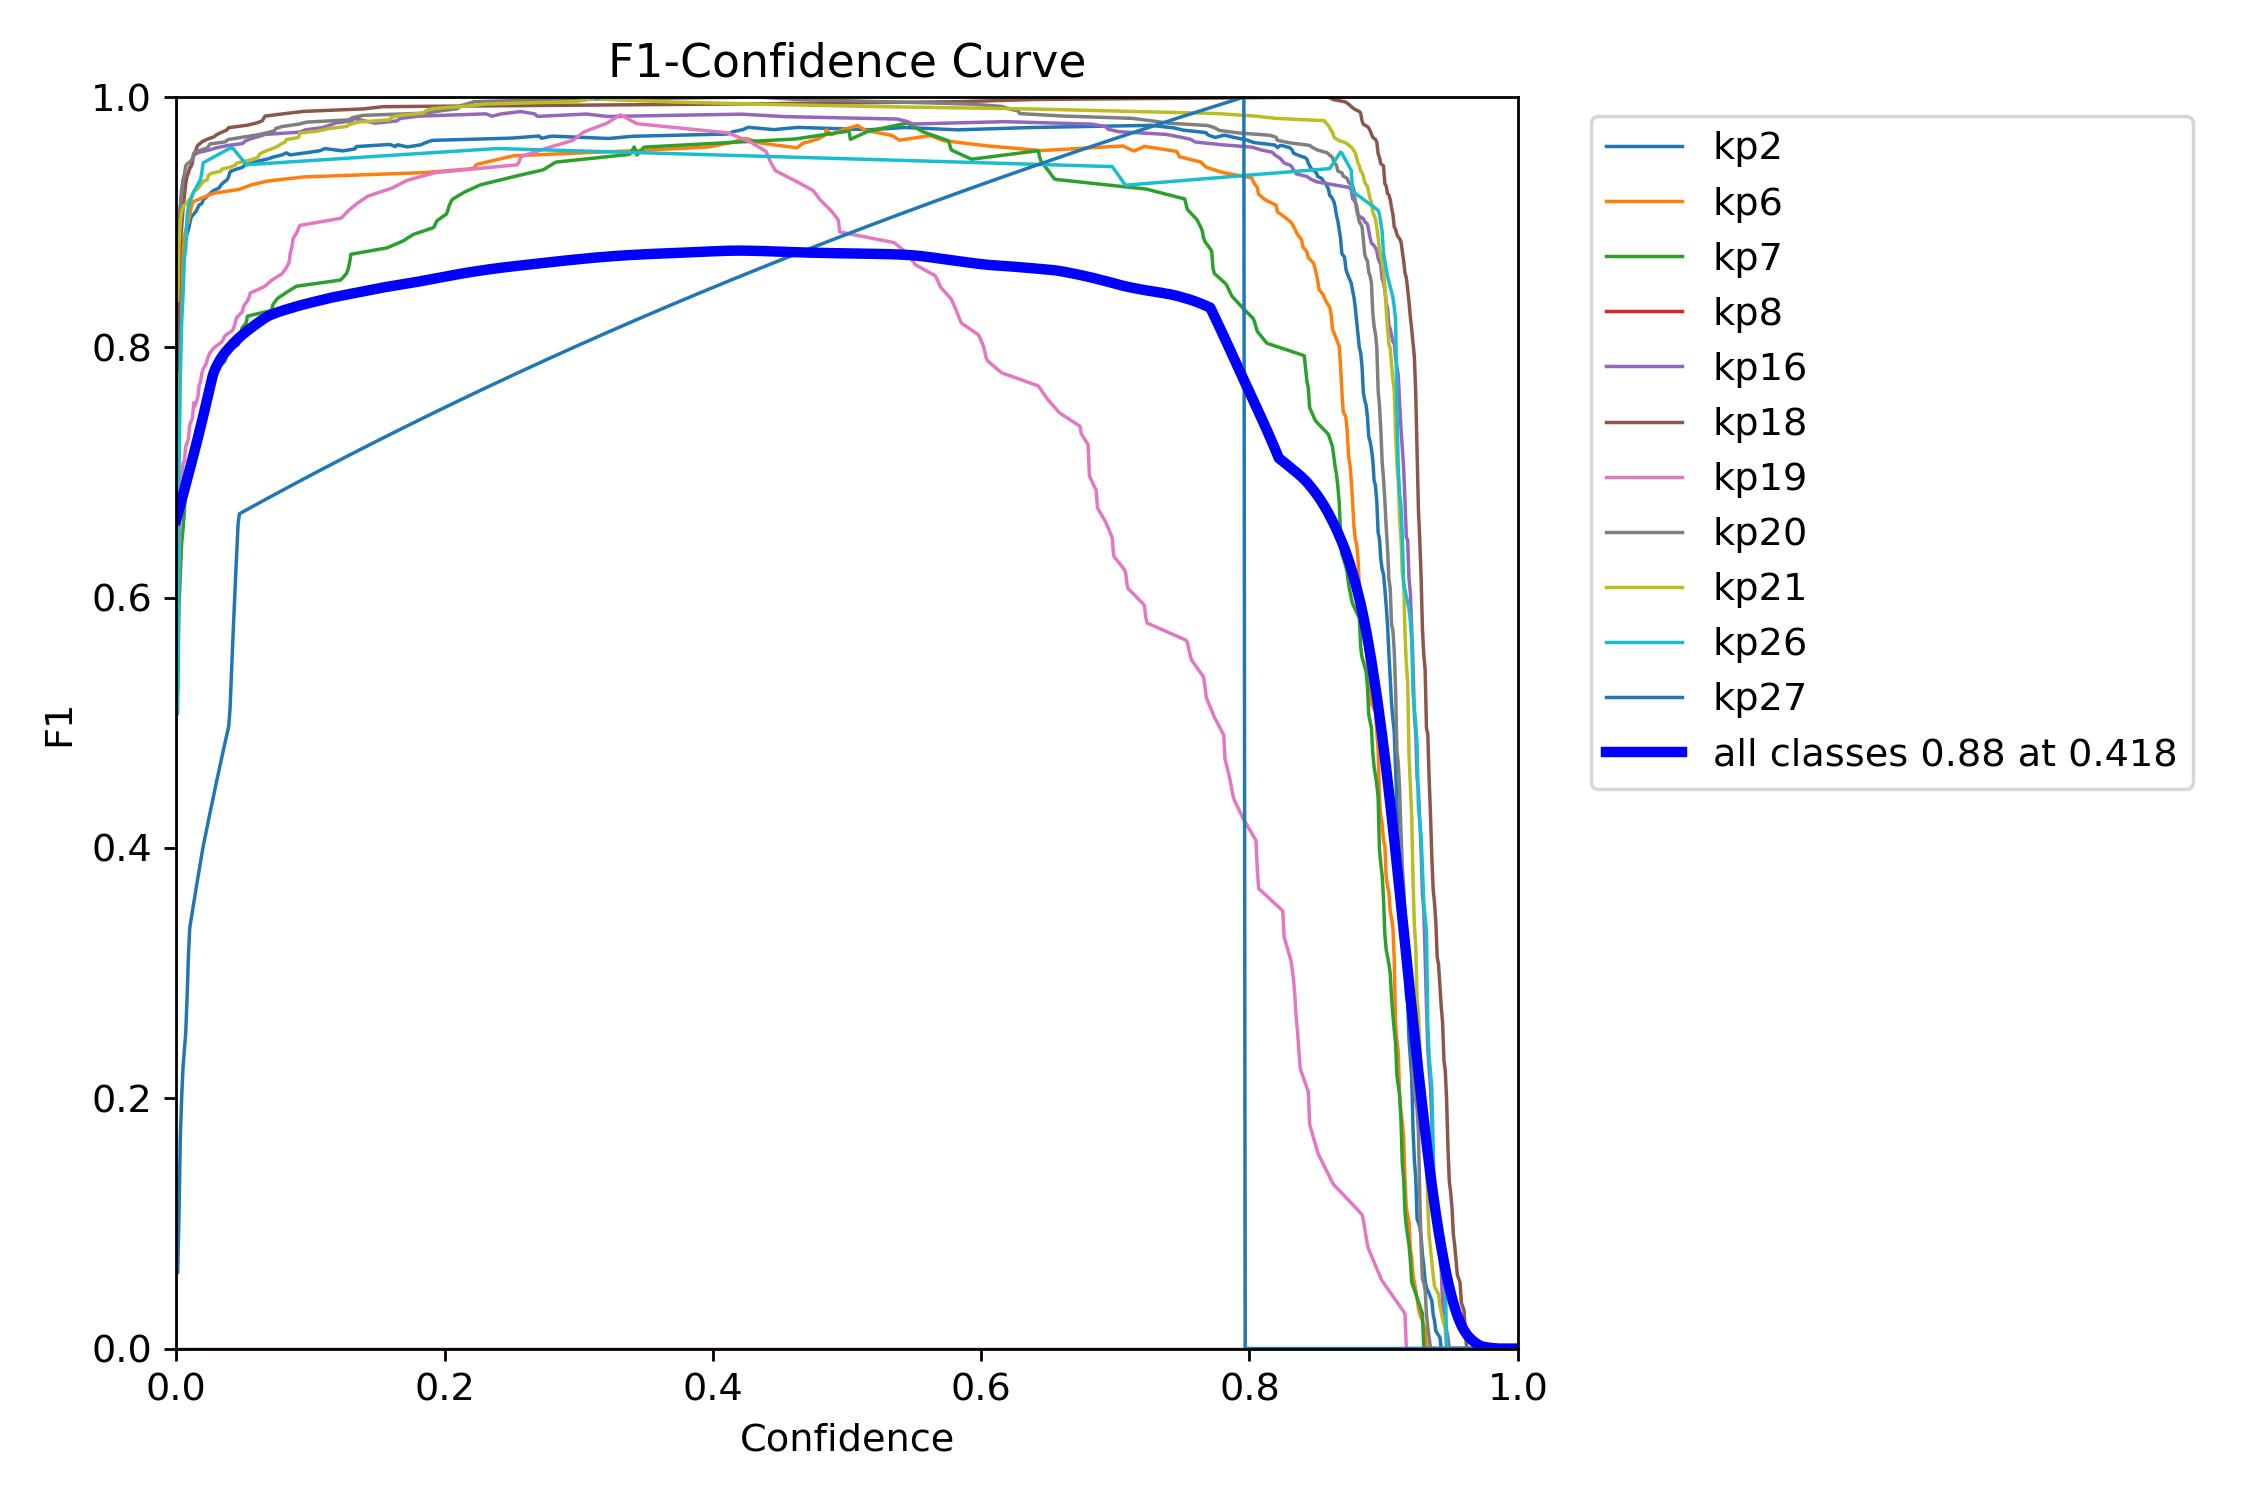 F1-Confidence Curve
1.0
0.8
0.6
0.4
0.2
0.0
F1
0.0 0.2 0.4 0.6 0.8 1.0
Confidence
kp2
kp6
kp7
kp8
kp16
kp18
kp19
kp20
kp21
kp26
kp27
all classes 0.88 at 0.418